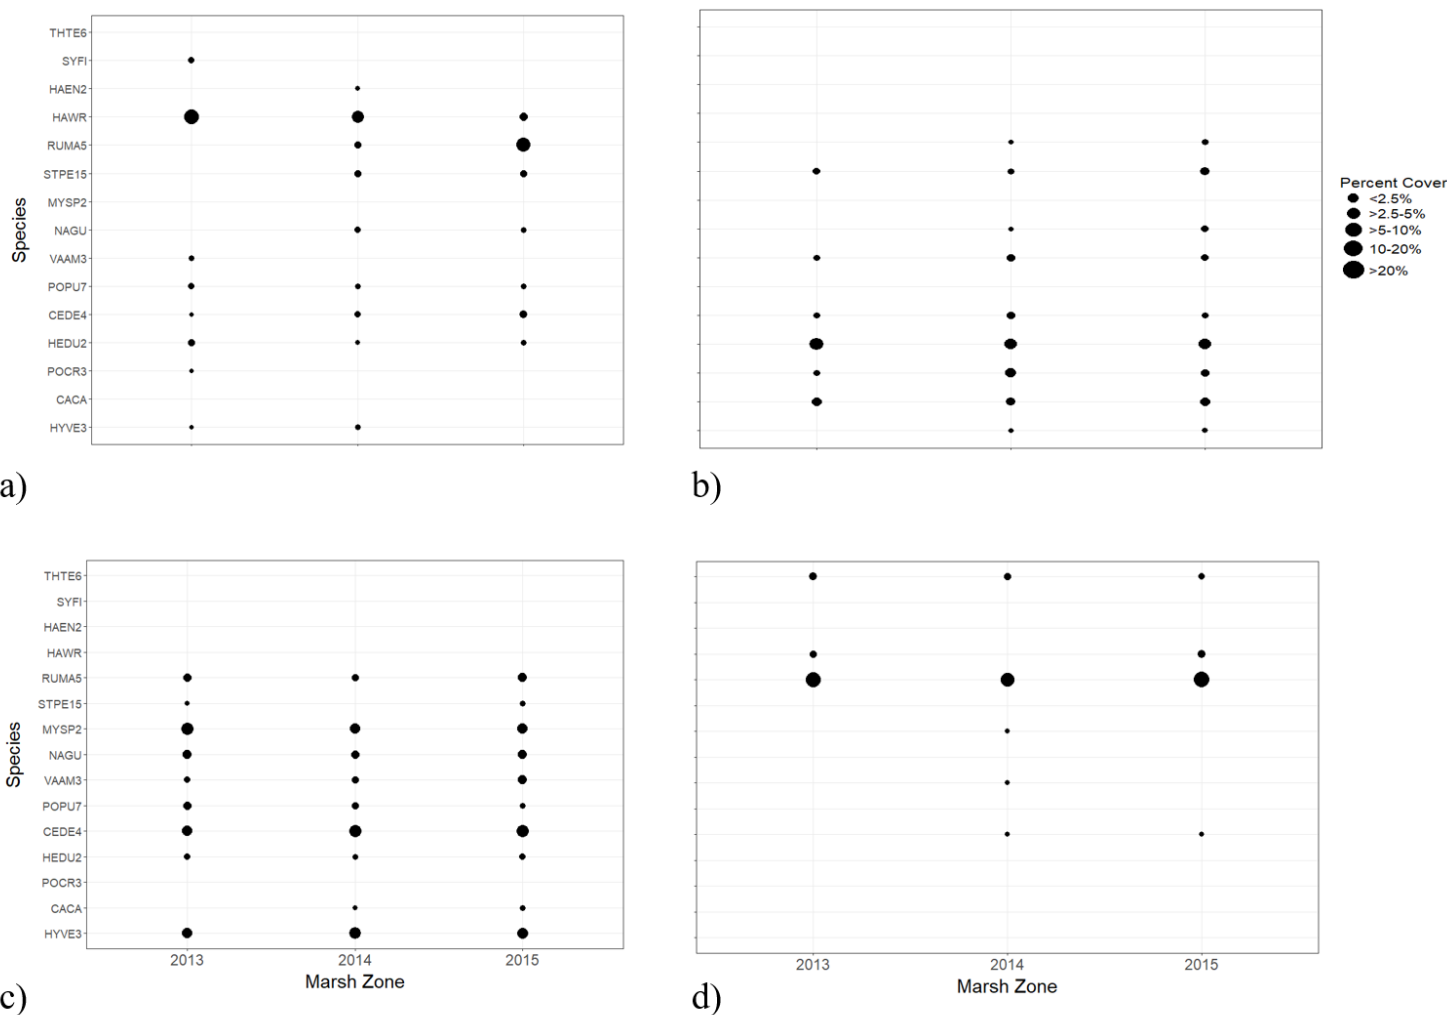 THTE6
SYFI
HAEN2
HAWR
RUMA5
STPE15
MYSP2
NAGU
VAAM3
POPU7
CEDE4
HEDU2
POCR3
CACA
HYVE3
Species
a)
b)
Percent Cover
<2.5%
>2.5-5%
>5-10%
10-20%
>20%
THTE6
SYFI
HAEN2
HAWR
RUMA5
STPE15
MYSP2
NAGU
VAAM3
POPU7
CEDE4
HEDU2
POCR3
CACA
HYVE3
Species
2013 2014 2015
Marsh Zone
c)
2013 2014 2015
Marsh Zone
d)